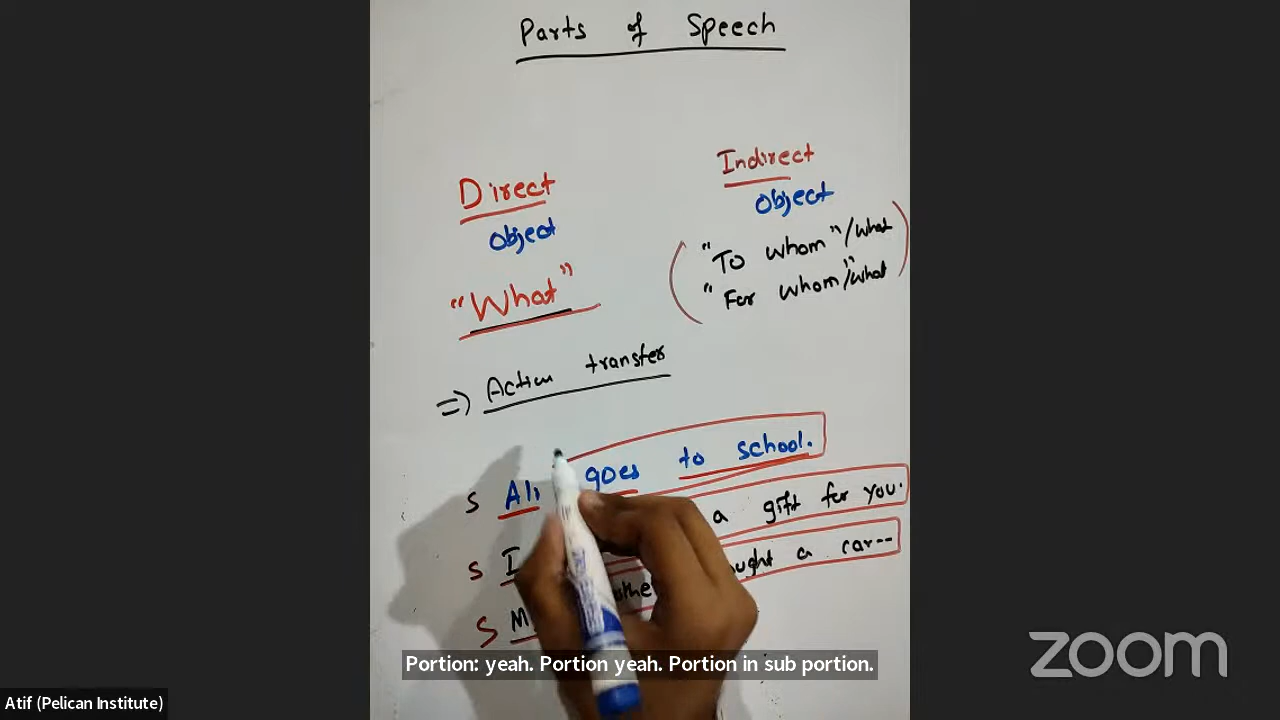 Parts of Speech
Direct
object
"What"
Indirect
object
"To whom"/what
"For whom"/what
=) Action transfer
S Ali goes to school.
S I a gift for you.
S M a car--
Portion: yeah. Portion yeah. Portion in sub portion.
zoom
Atif (Pelican Institute)